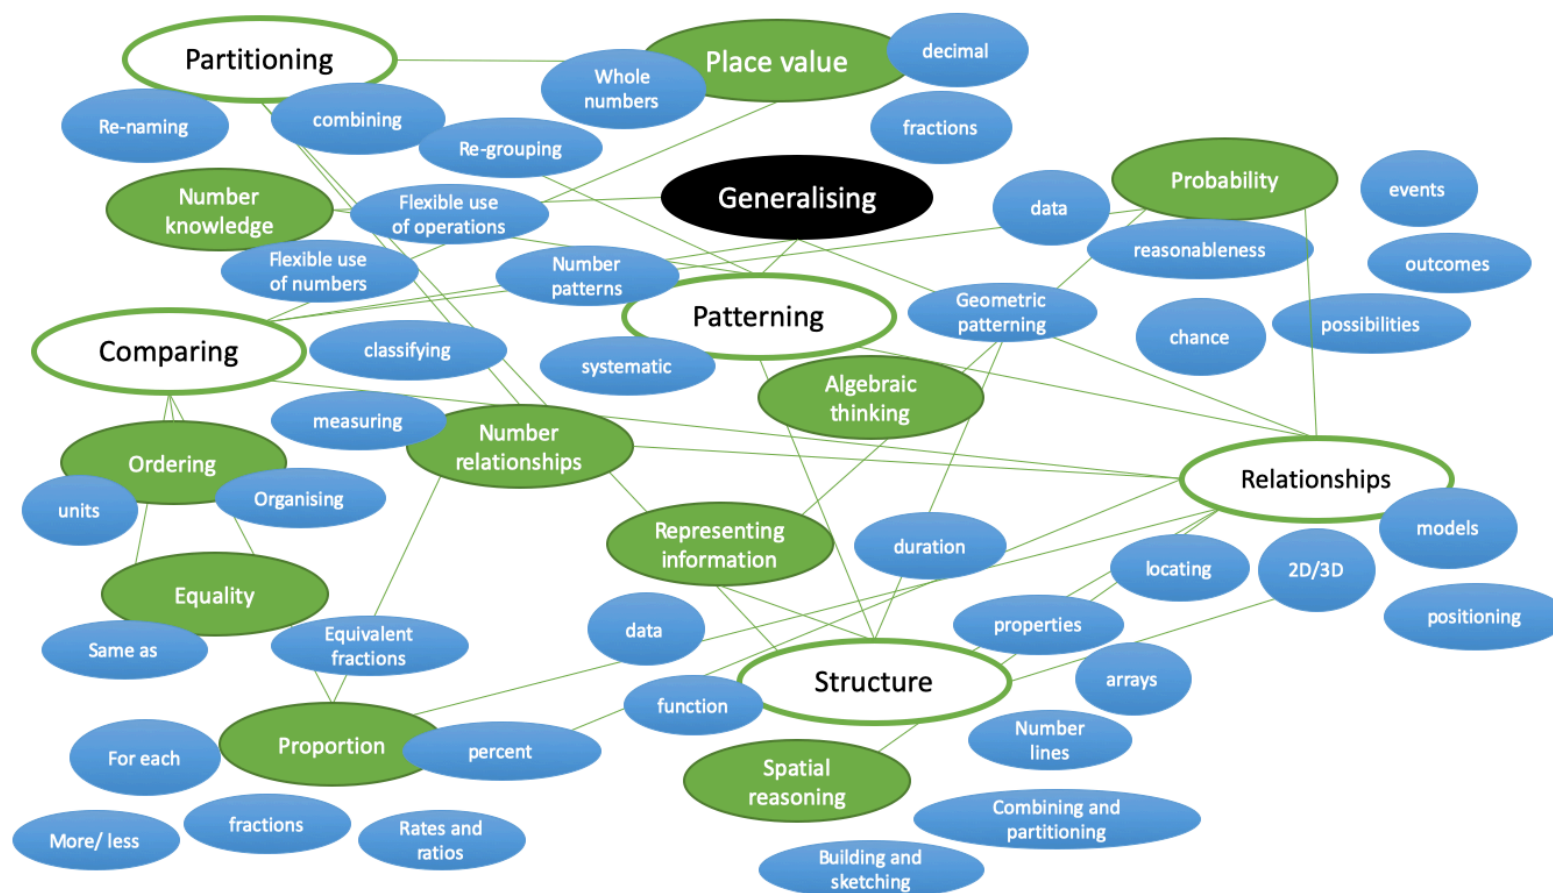 Partitioning
Place value
decimal
Whole
numbers
Re-naming
combining
Re-grouping
fractions
Number
knowledge
Flexible use
of operations
Generalising
data
Probability
events
reasonableness
outcomes
Flexible use
of numbers
Number
patterns
Patterning
Geometric
patterning
chance
possibilities
Comparing
classifying
systematic
Algebraic
thinking
measuring
Number
relationships
Ordering
units
Organising
Relationships
models
Representing
information
duration
locating
2D/3D
positioning
Equality
Same as
Equivalent
fractions
data
properties
Structure
arrays
function
Number
lines
Proportion
percent
For each
Spatial
reasoning
More/ less
fractions
Rates and
ratios
Combining and
partitioning
Building and
sketching